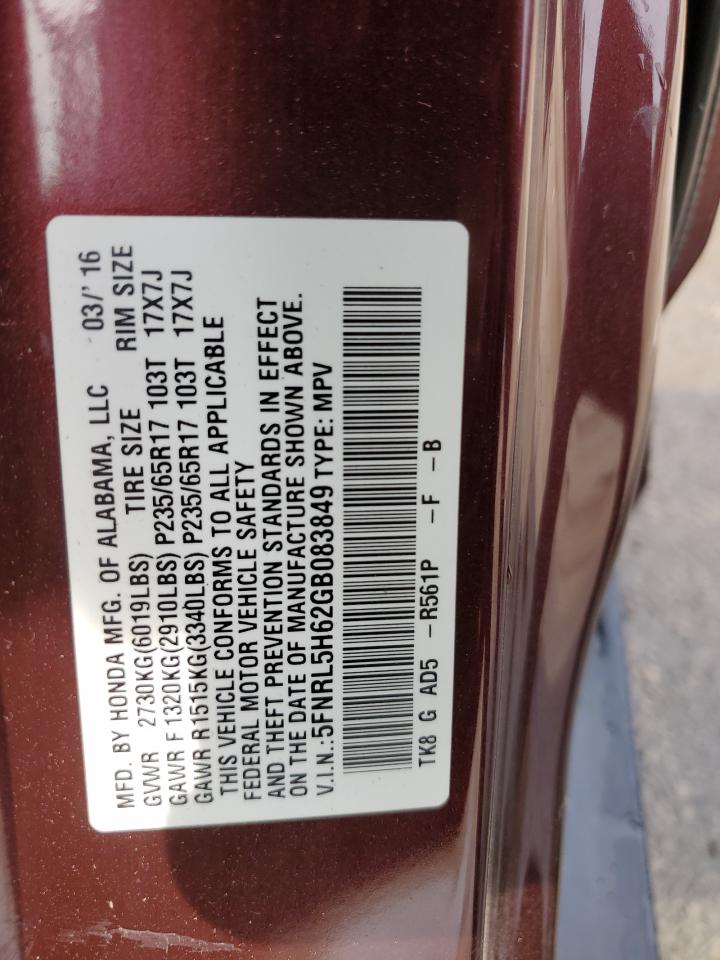 MFD. BY HONDA MFG. OF ALABAMA, LLC 03/'16
GVWR 2730KG(6019LBS) TIRE SIZE RIM SIZE
GAWR F 1320KG(2910LBS) P235/65R17 103T 17X7J
GAWR R1515KG(3340LBS) P235/65R17 103T 17X7J
THIS VEHICLE CONFORMS TO ALL APPLICABLE
FEDERAL MOTOR VEHICLE SAFETY
AND THEFT PREVENTION STANDARDS IN EFFECT
ON THE DATE OF MANUFACTURE SHOWN ABOVE.
V.I.N.:5FNRL5H62GB083849 TYPE: MPV
TK8 G AD5 -R561P -F -B